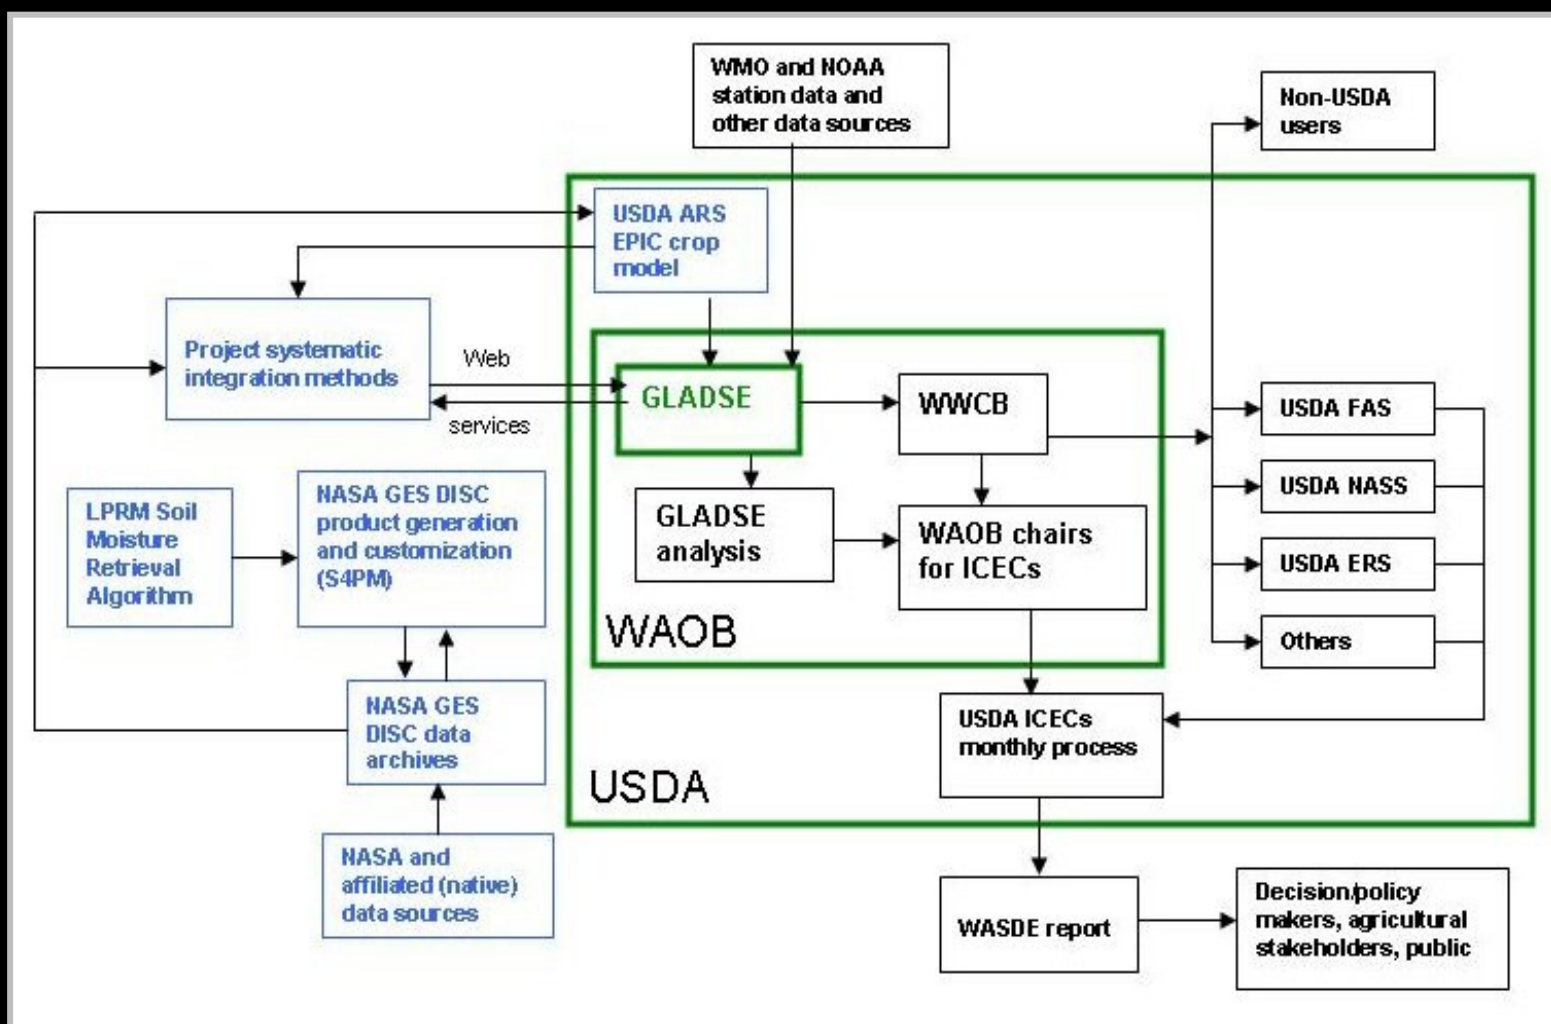 WMO and NOAA
station data and
other data sources
Non-USDA
users
USDA ARS
EPIC crop
model
Project systematic
integration methods
Web
services
GLADSE
WWCB
USDA FAS
LPRM Soil
Moisture
Retrieval
Algorithm
NASA GES DISC
product generation
and customization
(S4PM)
GLADSE
analysis
WAOB chairs
for ICECs
USDA NASS
USDA ERS
Others
WAOB
NASA GES
DISC data
archives
USDA ICECs
monthly process
USDA
NASA and
affiliated (native)
data sources
WASDE report
Decision/policy
makers, agricultural
stakeholders, public